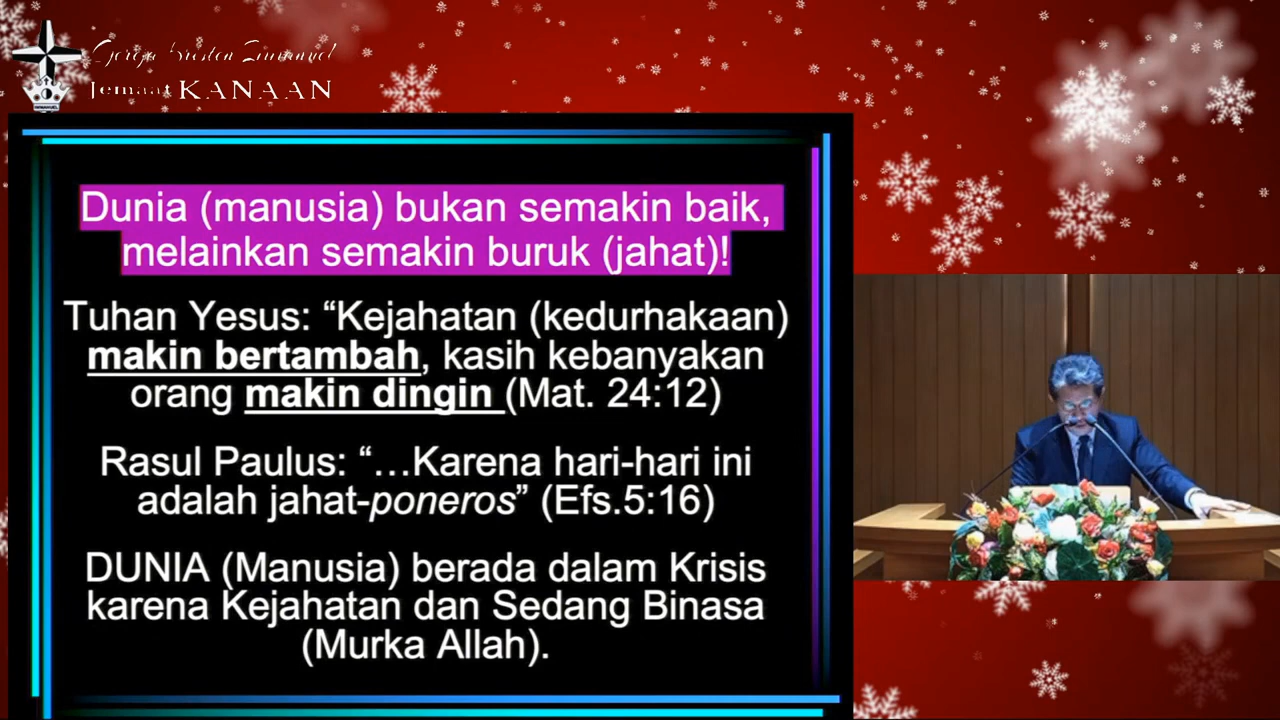 Gereja Kristen Immanuel
Jemaat KANAAN
Dunia (manusia) bukan semakin baik,
melainkan semakin buruk (jahat)!
Tuhan Yesus: “Kejahatan (kedurhakaan)
makin bertambah, kasih kebanyakan
orang makin dingin (Mat. 24:12)
Rasul Paulus: “…Karena hari-hari ini
adalah jahat-poneros” (Efs.5:16)
DUNIA (Manusia) berada dalam Krisis
karena Kejahatan dan Sedang Binasa
(Murka Allah).